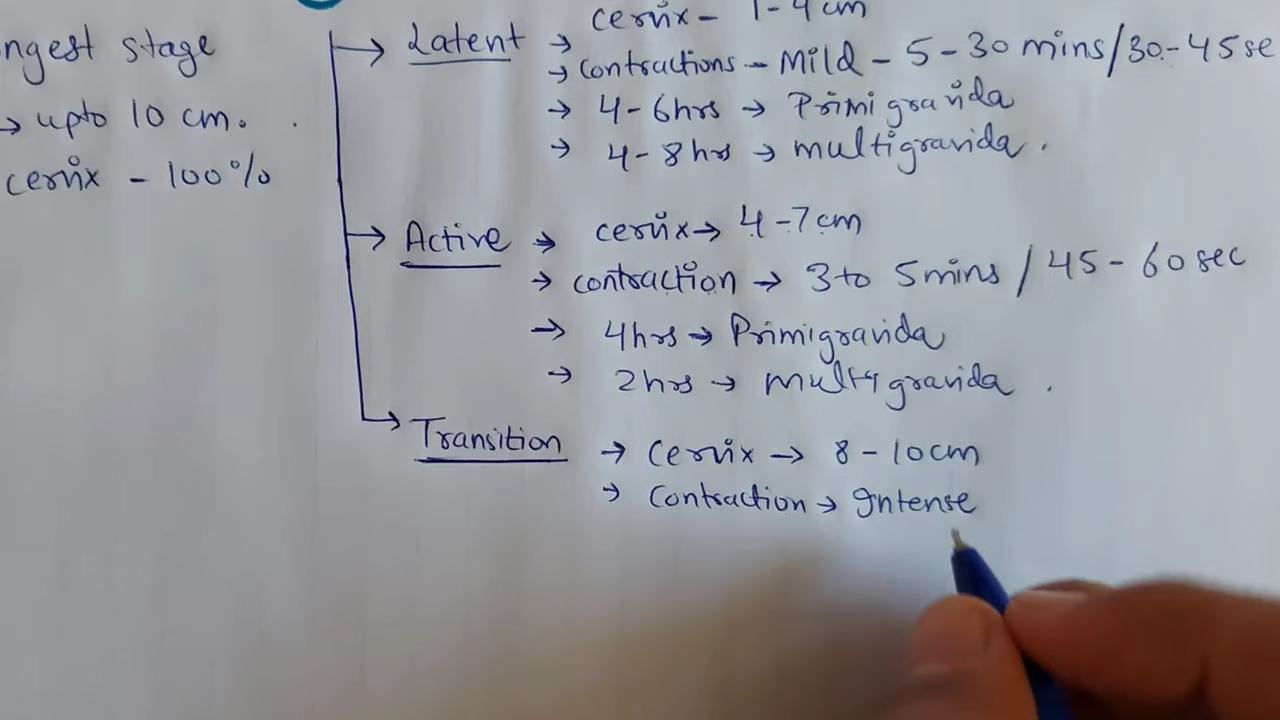 ngest stage
→ upto 10 cm.
cervix - 100%
Latent → cervix - 1-4 cm
→ contractions - Mild - 5-30 mins/30-45se
→ 4-6hrs → Primigravida
→ 4-8hrs → multigravida.
Active → cervix → 4-7cm
→ contraction → 3 to 5mins / 45-60sec
→ 4hrs → Primigravida
→ 2hrs → multigravida.
Transition → cervix → 8-10cm
→ Contraction → Intense